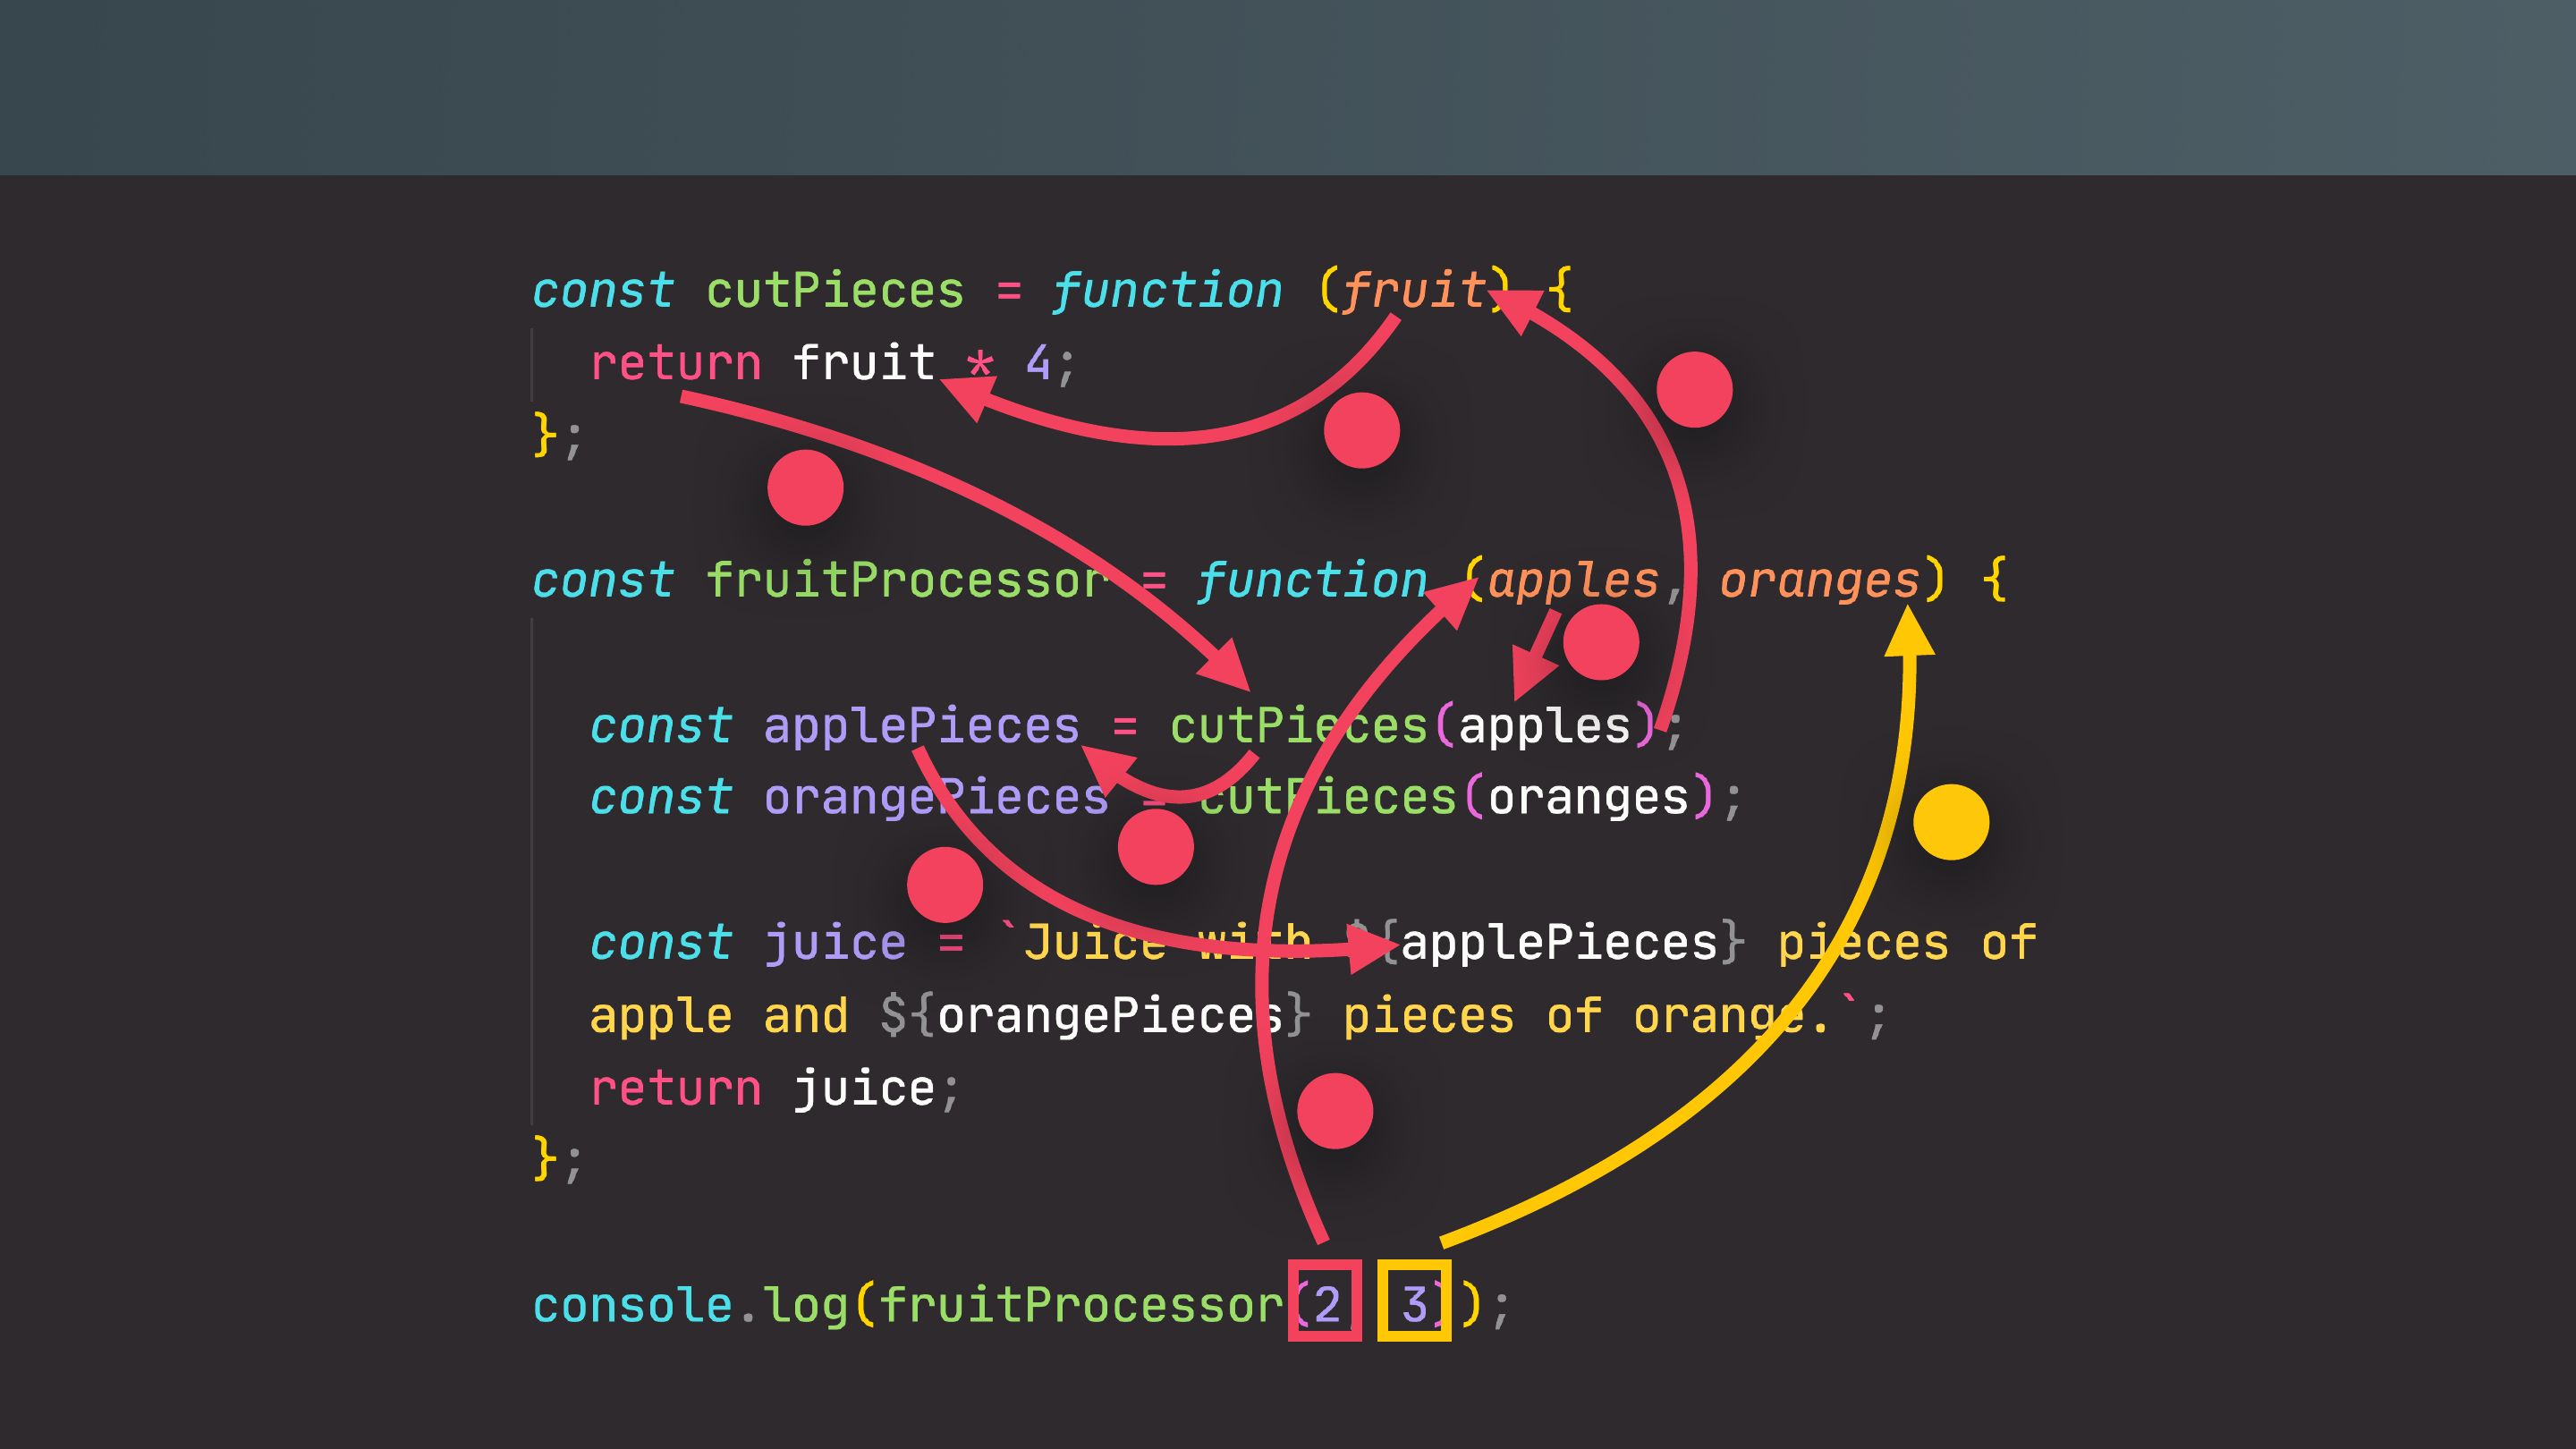 const cutPieces = function (fruit) {
return fruit * 4;
};
const fruitProcessor = function (apples, oranges) {
const applePieces = cutPieces(apples);
const orangePieces = cutPieces(oranges);
const juice = `Juice with ${applePieces} pieces of
apple and ${orangePieces} pieces of orange.`;
return juice;
};
console.log(fruitProcessor(2, 3));